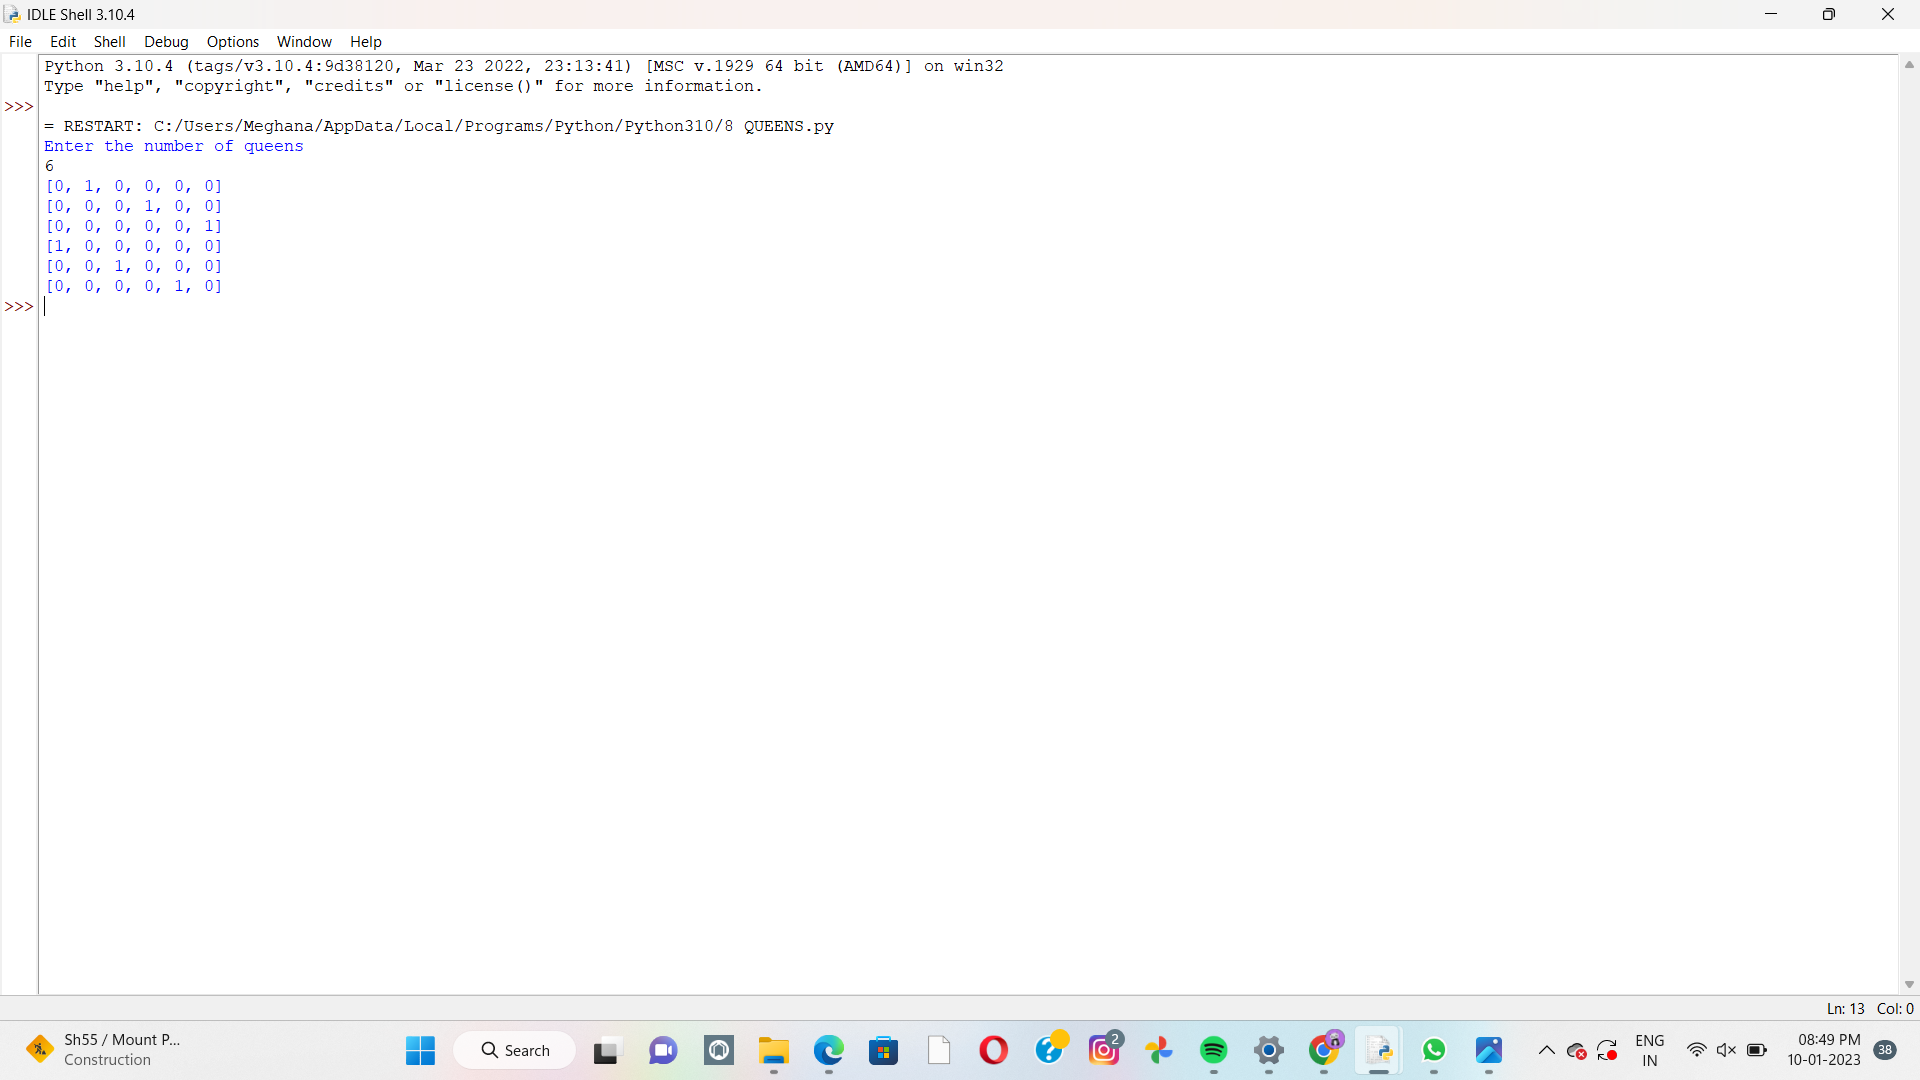 IDLE Shell 3.10.4
File Edit Shell Debug Options Window Help
Python 3.10.4 (tags/v3.10.4:9d38120, Mar 23 2022, 23:13:41) [MSC v.1929 64 bit (AMD64)] on win32
Type "help", "copyright", "credits" or "license()" for more information.
>>>
= RESTART: C:/Users/Meghana/AppData/Local/Programs/Python/Python310/8 QUEENS.py
Enter the number of queens
6
[0, 1, 0, 0, 0, 0]
[0, 0, 0, 1, 0, 0]
[0, 0, 0, 0, 0, 1]
[1, 0, 0, 0, 0, 0]
[0, 0, 1, 0, 0, 0]
[0, 0, 0, 0, 1, 0]
>>>
Ln: 13 Col: 0
Sh55 / Mount P...
Construction
Search
2
ENG
IN
08:49 PM
10-01-2023
38